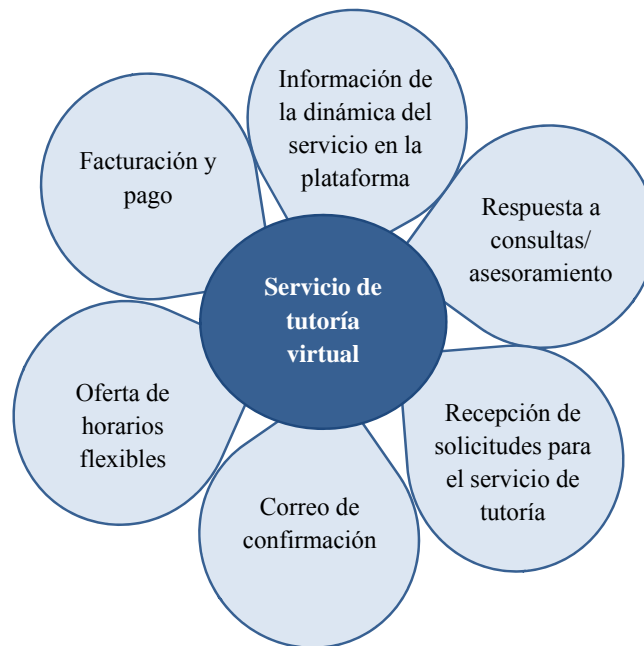 Información de
la dinámica del
servicio en la
plataforma
Facturación y
pago
Respuesta a
consultas/
asesoramiento
Servicio de
tutoría
virtual
Oferta de
horarios
flexibles
Recepción de
solicitudes para
el servicio de
tutoría
Correo de
confirmación